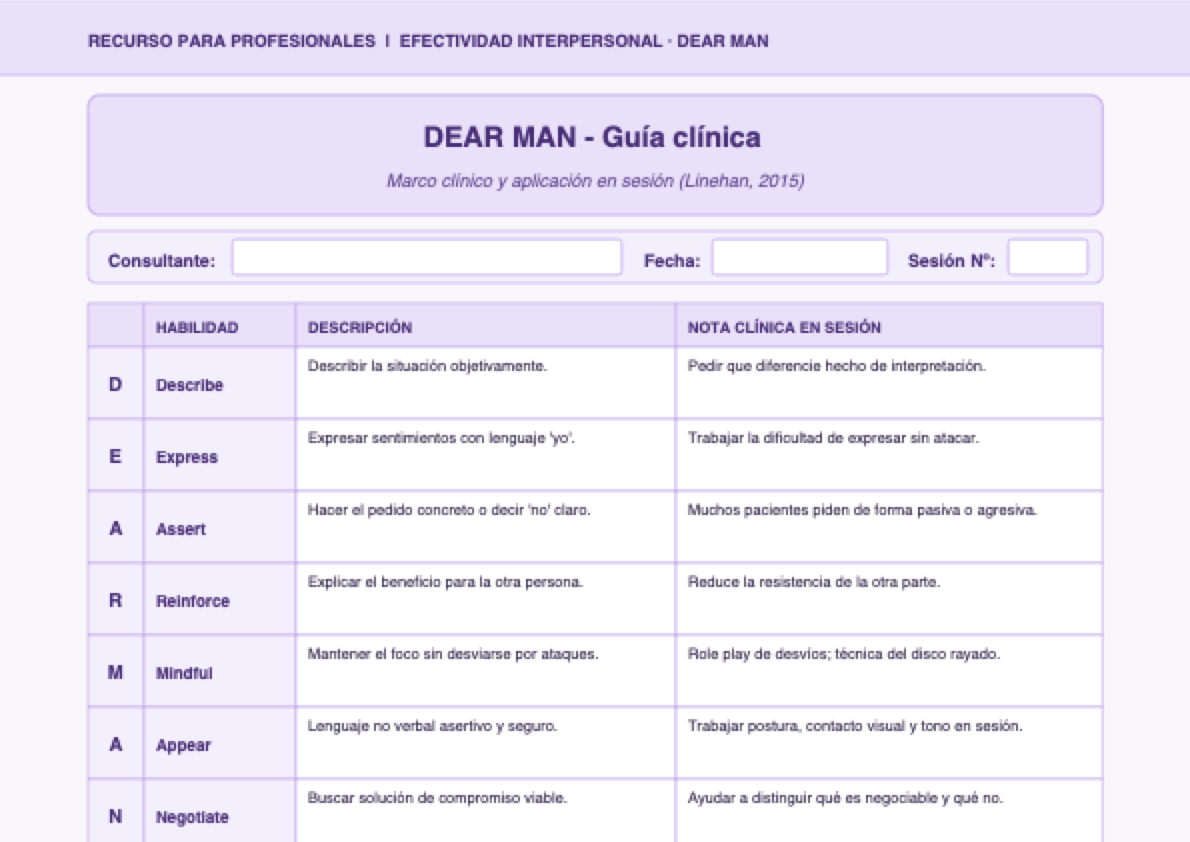 RECURSO PARA PROFESIONALES | EFECTIVIDAD INTERPERSONAL · DEAR MAN
DEAR MAN - Guía clínica
Marco clínico y aplicación en sesión (Linehan, 2015)
Consultante: Fecha: Sesión Nº:
HABILIDAD DESCRIPCIÓN NOTA CLÍNICA EN SESIÓN
D Describe Describir la situación objetivamente. Pedir que diferencie hecho de interpretación.
E Express Expresar sentimientos con lenguaje 'yo'. Trabajar la dificultad de expresar sin atacar.
A Assert Hacer el pedido concreto o decir 'no' claro. Muchos pacientes piden de forma pasiva o agresiva.
R Reinforce Explicar el beneficio para la otra persona. Reduce la resistencia de la otra parte.
M Mindful Mantener el foco sin desviarse por ataques. Role play de desvíos; técnica del disco rayado.
A Appear Lenguaje no verbal asertivo y seguro. Trabajar postura, contacto visual y tono en sesión.
N Negotiate Buscar solución de compromiso viable. Ayudar a distinguir qué es negociable y qué no.